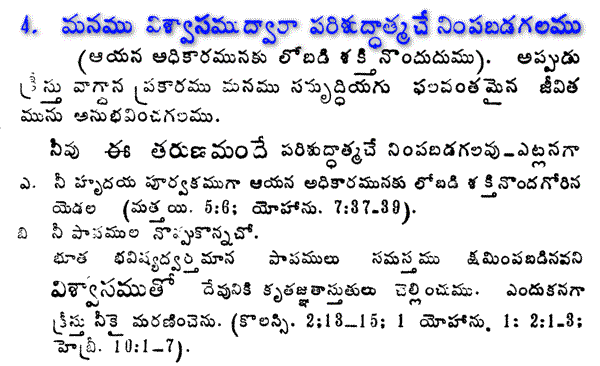 4. మనము విశ్వాసముద్వారా పరిశుద్ధాత్మచే నింపబడగలము
(ఆయన అధికారమునకు లోబడి శక్తి నొందుదుము). అప్పుడు
క్రీస్తు వాగ్దాన ప్రకారము మనము సమృద్ధియగు ఫలవంతమైన జీవిత
మును అనుభవించగలము.
నీవు ఈ తరుణమందే పరిశుద్ధాత్మచే నింపబడగలవు—ఎట్లనగా
ఎ. నీ హృదయ పూర్వకముగా ఆయన అధికారమునకు లోబడి శక్తినొందగోరిన
యెడల (మత్తయి. 5:6; యోహాను. 7:37-39).
బి నీ పాపముల నొప్పుకొన్నచో.
భూత భవిష్యద్వర్తమాన పాపములు సమస్తము క్షమింపబడినవని
విశ్వాసముతో దేవునికి కృతజ్ఞతాస్తుతులు చెల్లించుము. ఎందుకనగా
క్రీస్తు నీకై మరణించెను. (కొలస్సి. 2;13—15; 1 యోహాను. 1: 2:1-3;
హెబ్రీ. 10:1-7).